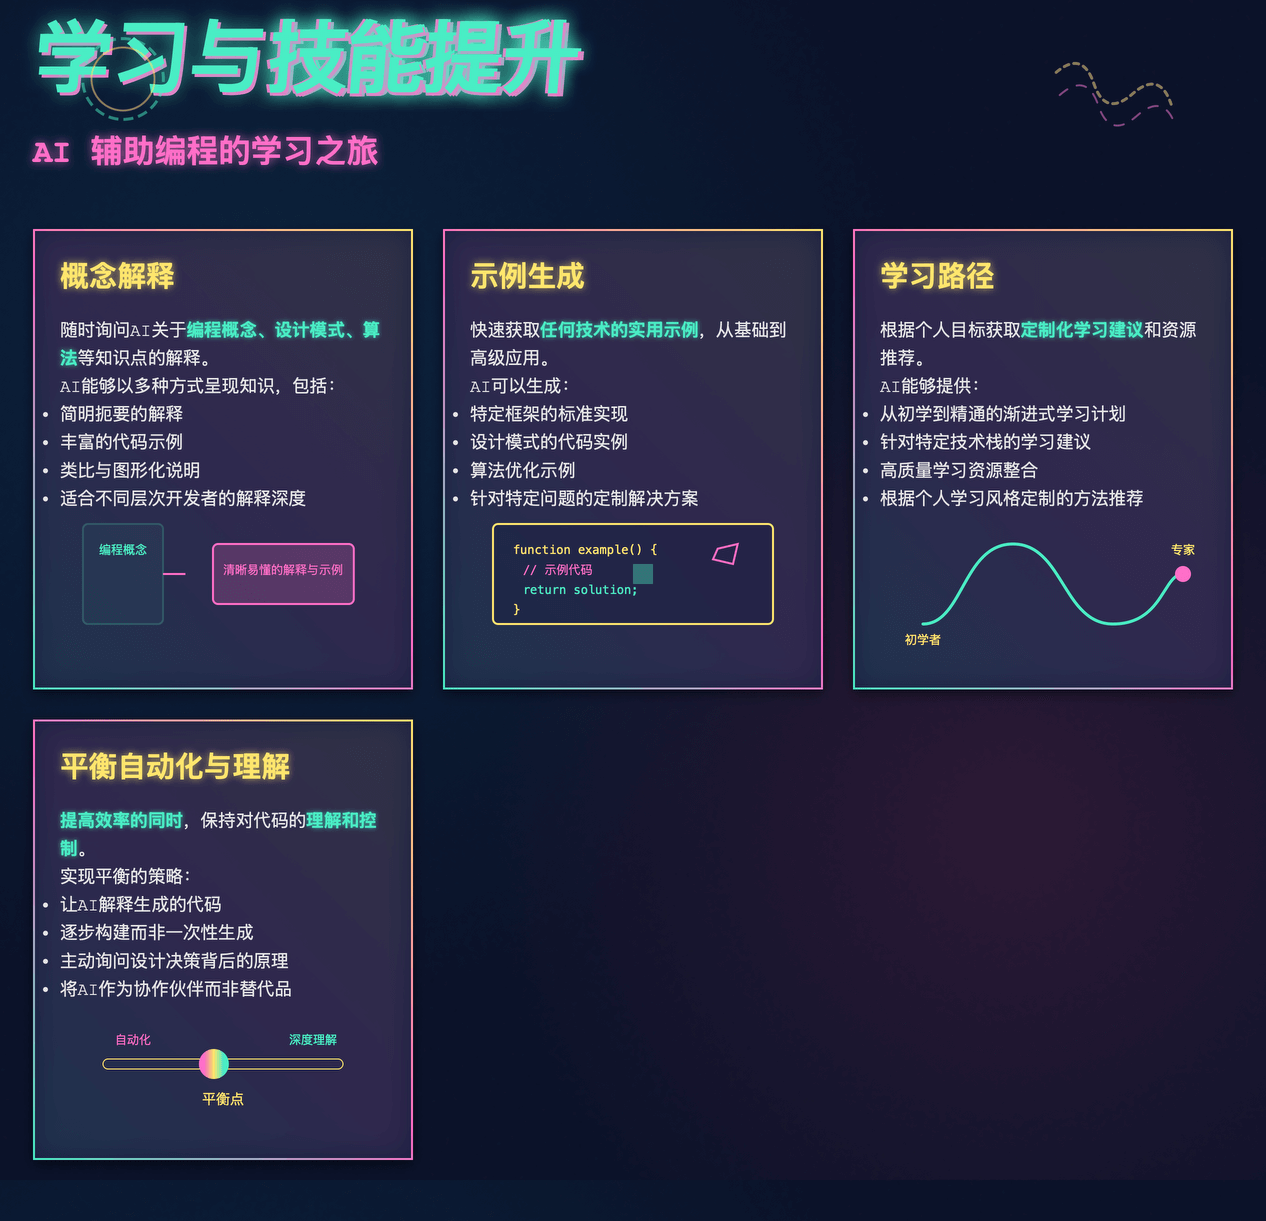 学习与技能提升
AI 辅助编程的学习之旅
概念解释
随时询问AI关于编程概念、设计模式、算
法等知识点的解释。
AI能够以多种方式呈现知识，包括：
• 简明扼要的解释
• 丰富的代码示例
• 类比与图形化说明
• 适合不同层次开发者的解释深度
编程概念
清晰易懂的解释与示例
示例生成
快速获取任何技术的实用示例，从基础到
高级应用。
AI可以生成：
• 特定框架的标准实现
• 设计模式的代码实例
• 算法优化示例
• 针对特定问题的定制解决方案
function example() {
// 示例代码
return solution;
}
学习路径
根据个人目标获取定制化学习建议和资源
推荐。
AI能够提供：
• 从初学到精通的渐进式学习计划
• 针对特定技术栈的学习建议
• 高质量学习资源整合
• 根据个人学习风格定制的方法推荐
专家
初学者
平衡自动化与理解
提高效率的同时，保持对代码的理解和控
制。
实现平衡的策略：
• 让AI解释生成的代码
• 逐步构建而非一次性生成
• 主动询问设计决策背后的原理
• 将AI作为协作伙伴而非替代品
自动化
深度理解
平衡点